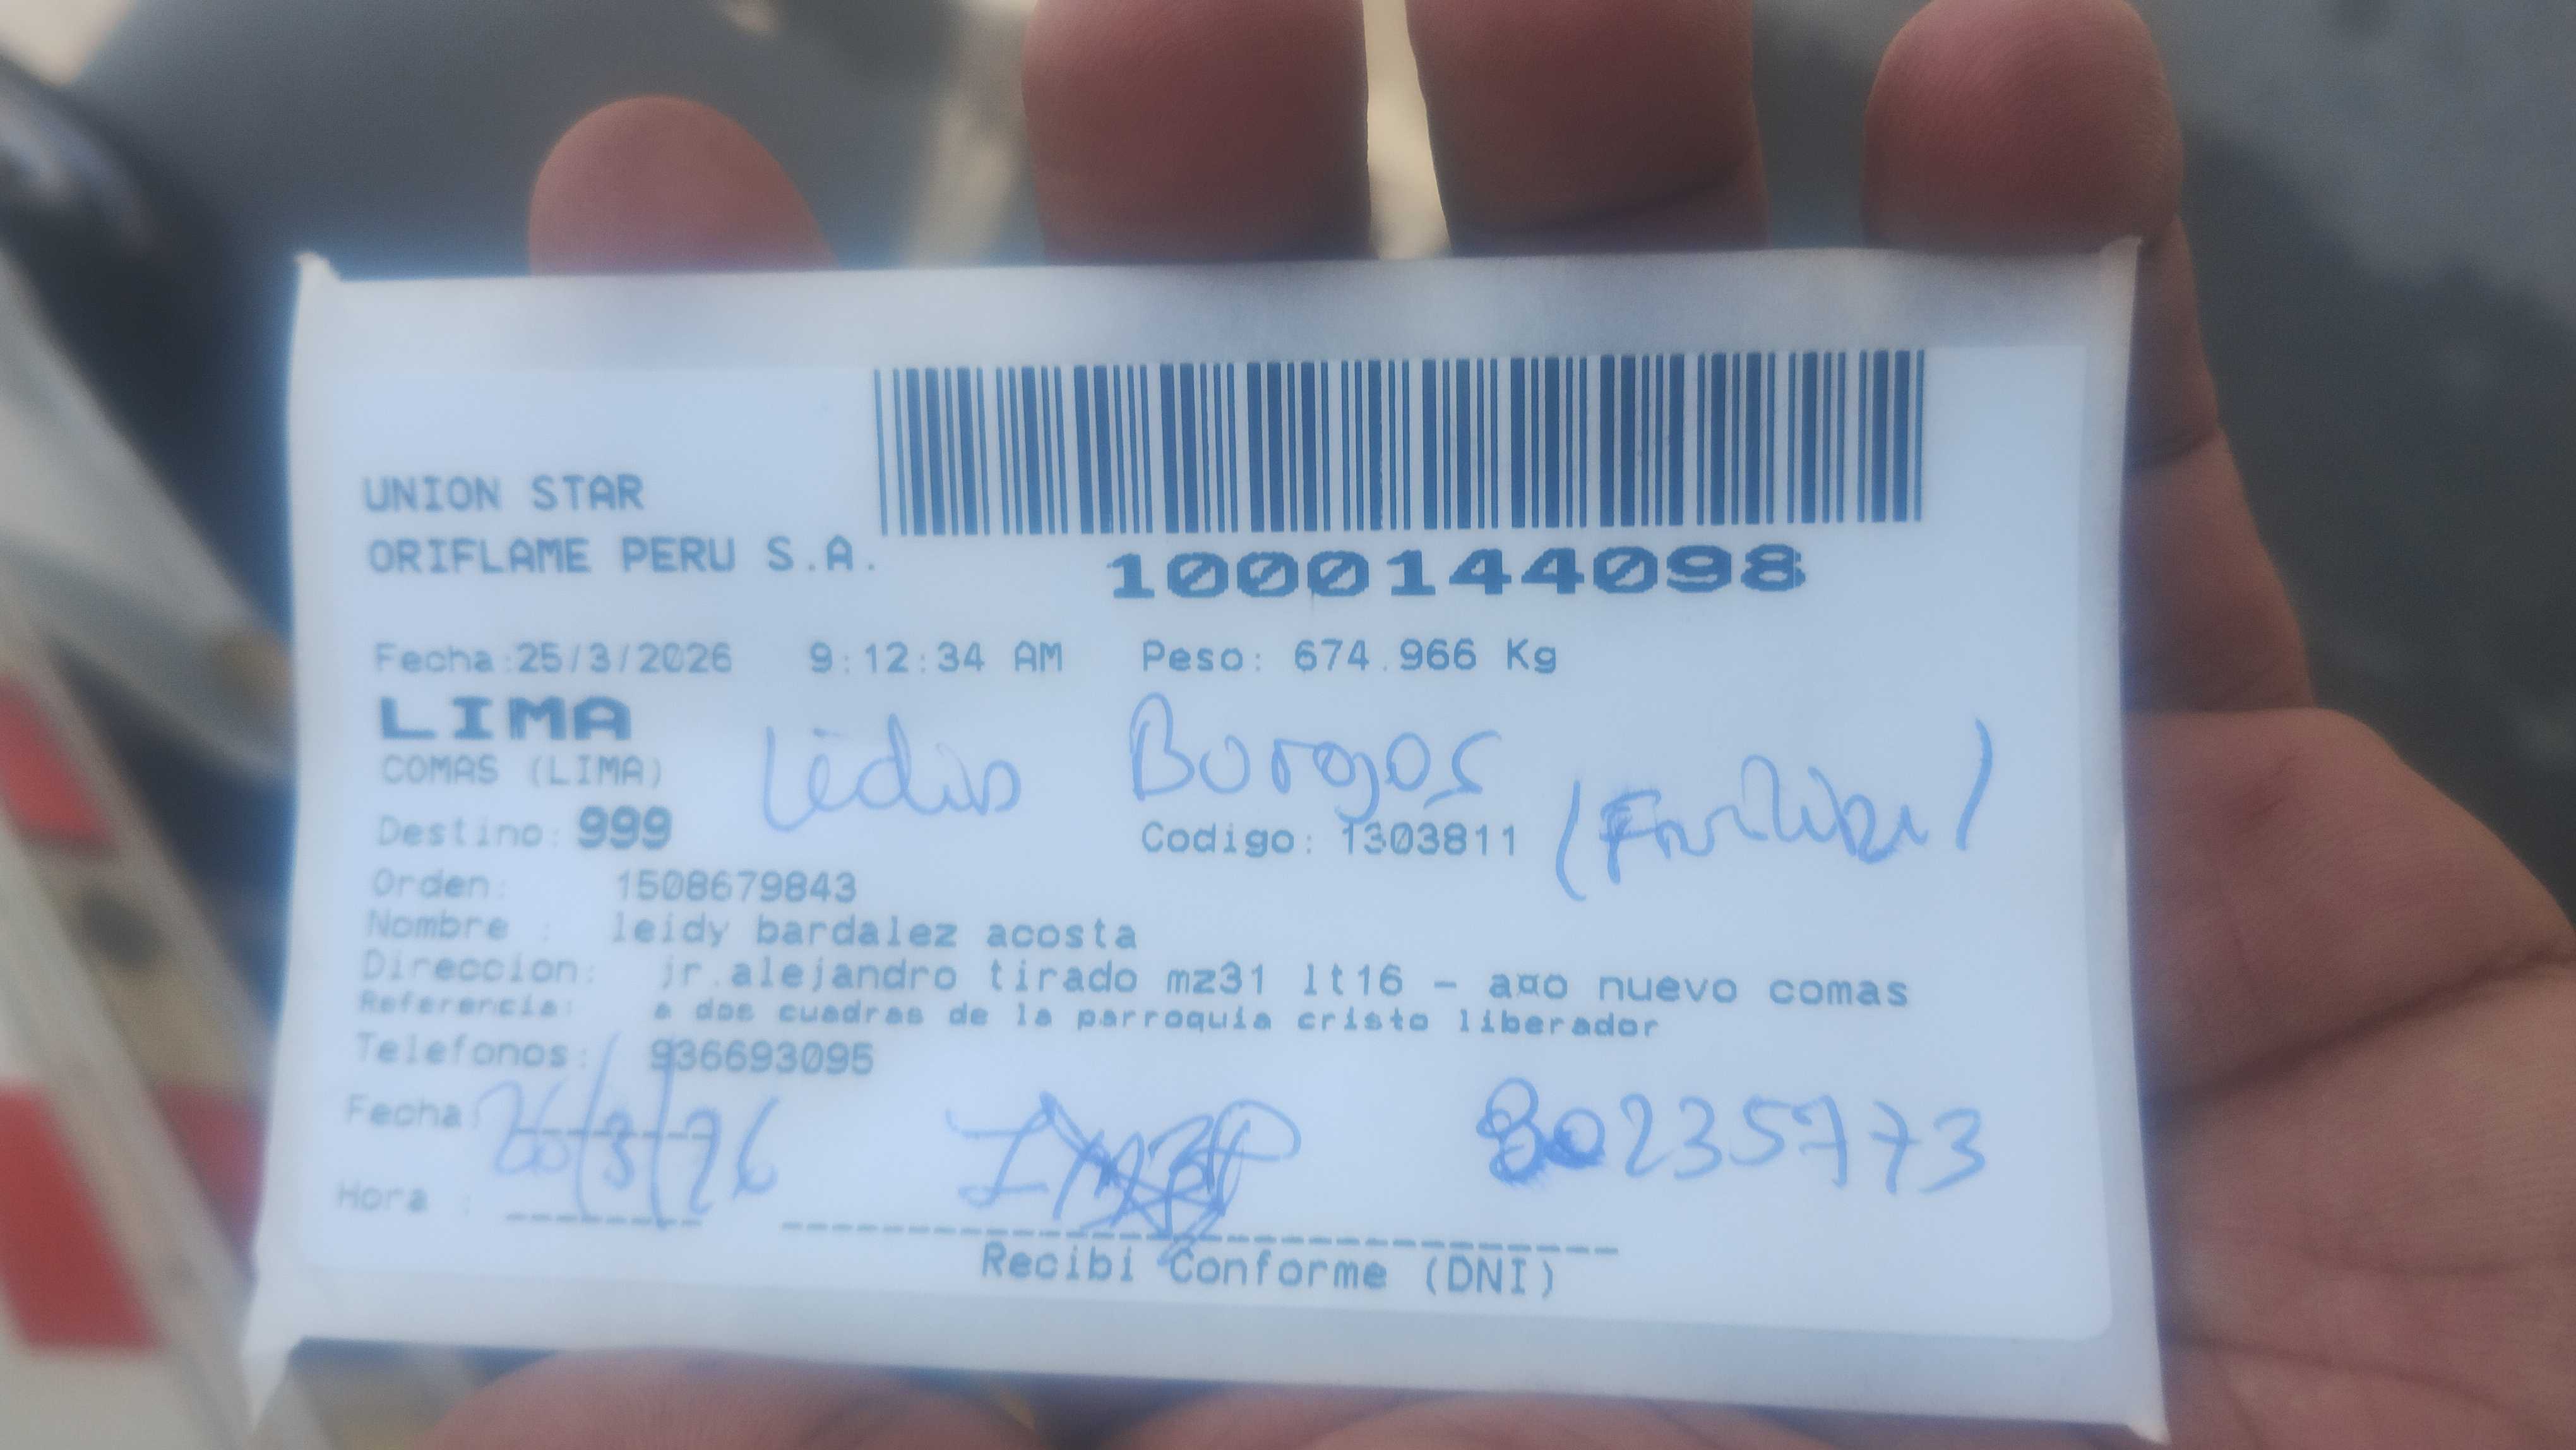 UNION STAR
ORIFLAME PERU S.A.
1000144098
Fecha:25/3/2026 9:12:34 AM Peso: 674.966 Kg
LIMA
COMAS (LIMA)
Borgos
Destino: 999 Codigo: 1303811
Orden: 1508679843
Nombre : leidy bardalez acosta
Direccion: jr.alejandro tirado mz31 lt16 - a¤o nuevo comas
Referencia: a dos cuadras de la parroquia cristo liberador
Telefonos: 936693095
Fecha: 26/3/26 80235773
Hora :
Recibi Conforme (DNI)